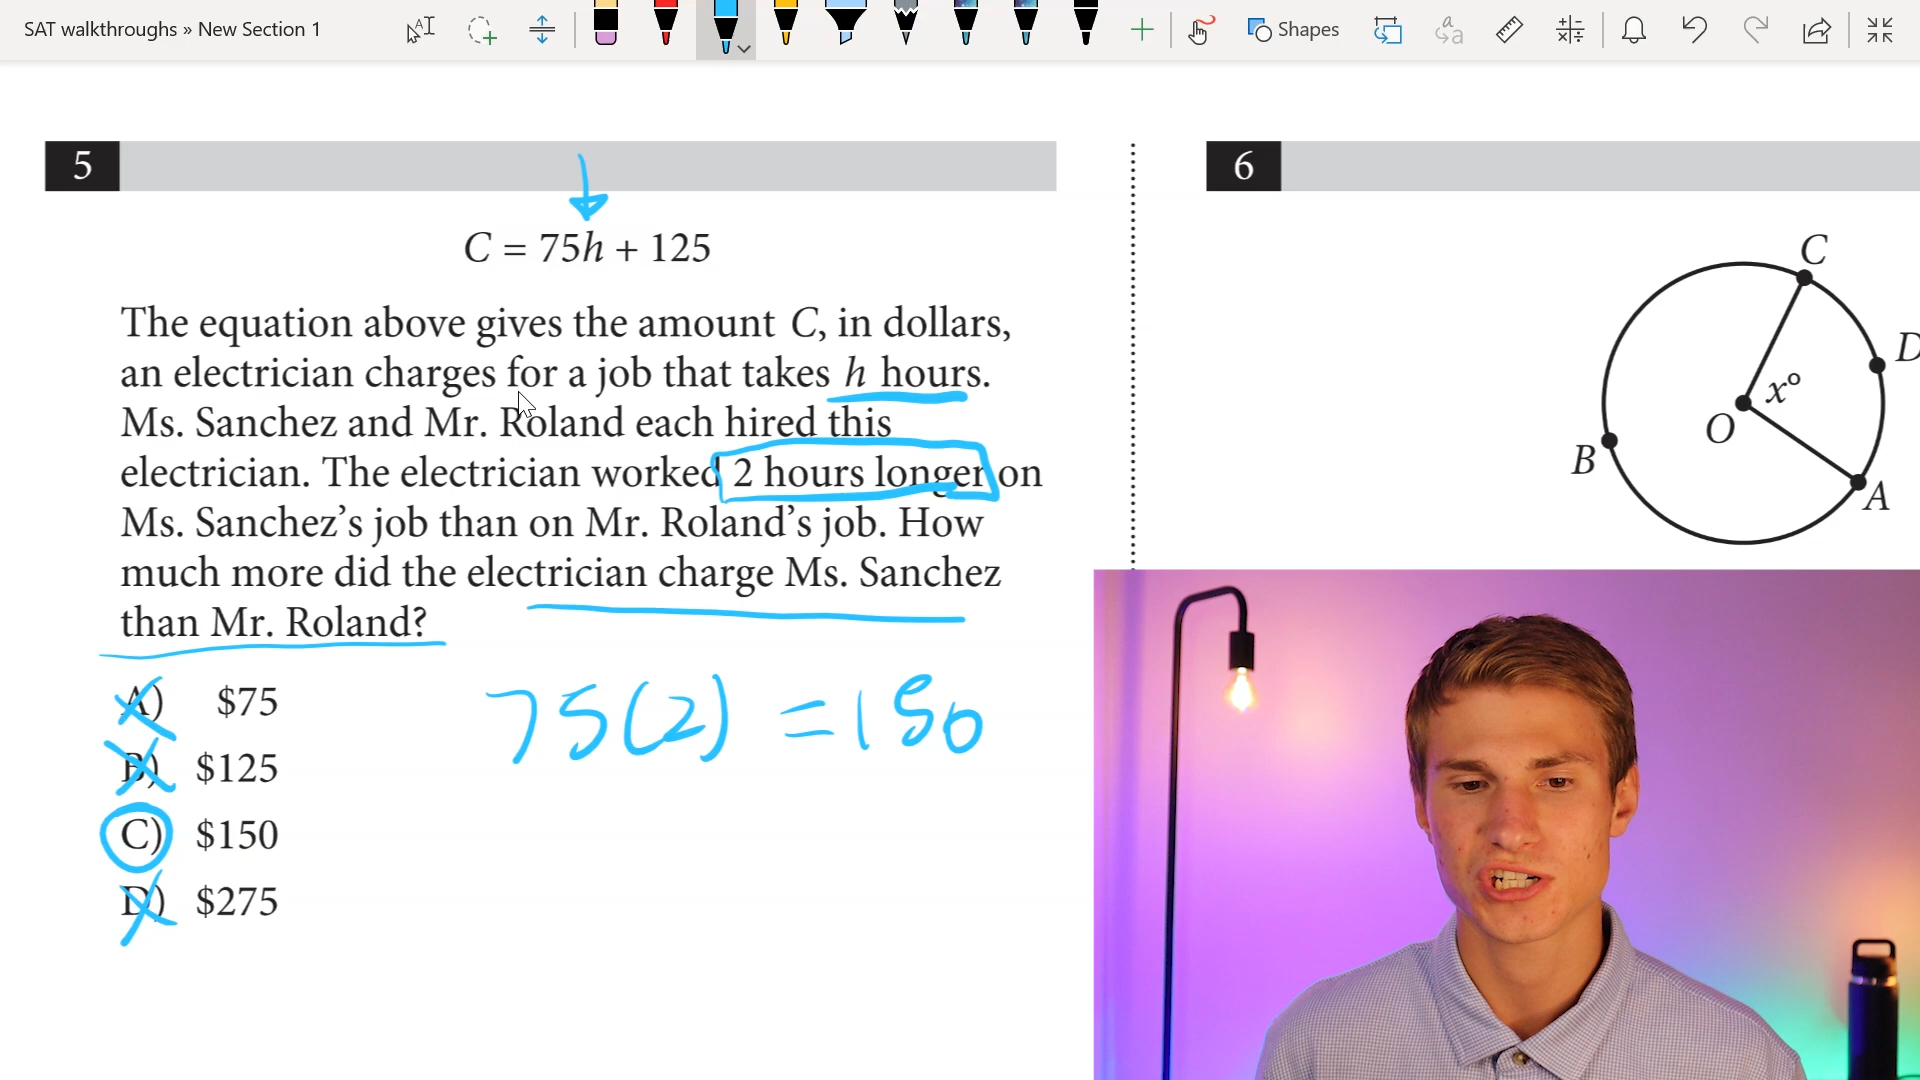 SAT walkthroughs » New Section 1
Shapes
5
C = 75h + 125
The equation above gives the amount C, in dollars,
an electrician charges for a job that takes h hours.
Ms. Sanchez and Mr. Roland each hired this
electrician. The electrician worked 2 hours longer on
Ms. Sanchez’s job than on Mr. Roland’s job. How
much more did the electrician charge Ms. Sanchez
than Mr. Roland?
A) $75
B) $125
C) $150
D) $275
75(2) = 150
6
C
D
x°
O
B
A